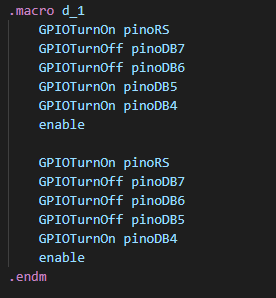 .macro d_1
GPIOTurnOn pinoRS
GPIOTurnOff pinoDB7
GPIOTurnOff pinoDB6
GPIOTurnOn pinoDB5
GPIOTurnOn pinoDB4
enable
GPIOTurnOn pinoRS
GPIOTurnOff pinoDB7
GPIOTurnOff pinoDB6
GPIOTurnOff pinoDB5
GPIOTurnOn pinoDB4
enable
.endm